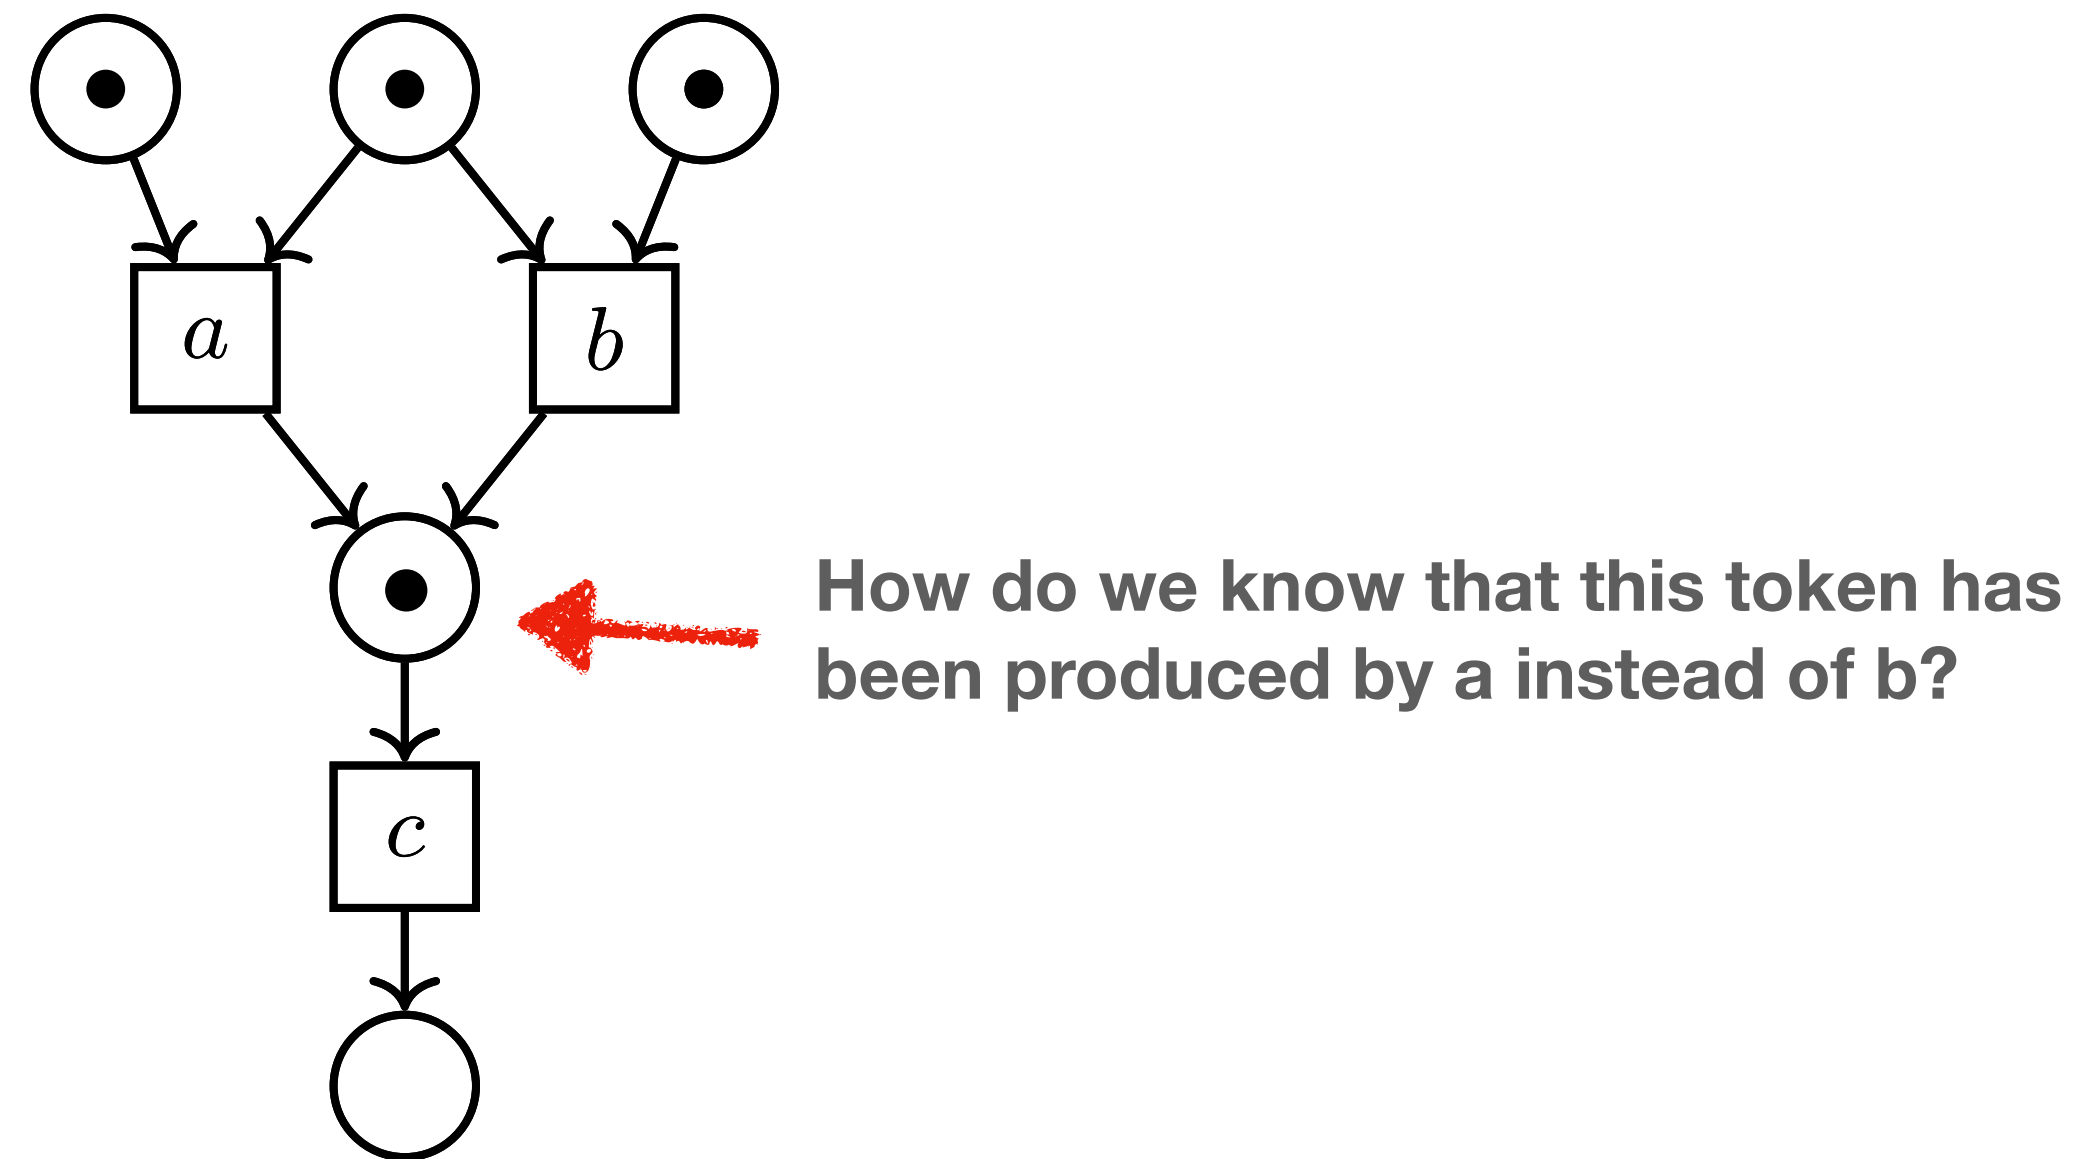 a
b
How do we know that this token has
been produced by a instead of b?
c